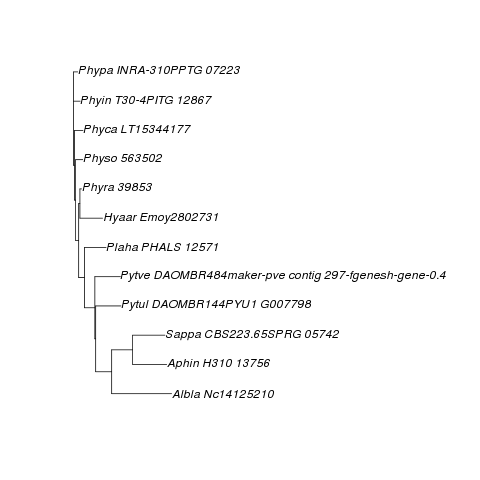 Phypa INRA-310PPTG 07223
Phyin T30-4PITG 12867
Phyca LT15344177
Physo 563502
Phyra 39853
Hyaar Emoy2802731
Plaha PHALS 12571
Pytve DAOMBR484maker-pve contig 297-fgenesh-gene-0.4
Pytul DAOMBR144PYU1 G007798
Sappa CBS223.65SPRG 05742
Aphin H310 13756
Albla Nc14125210